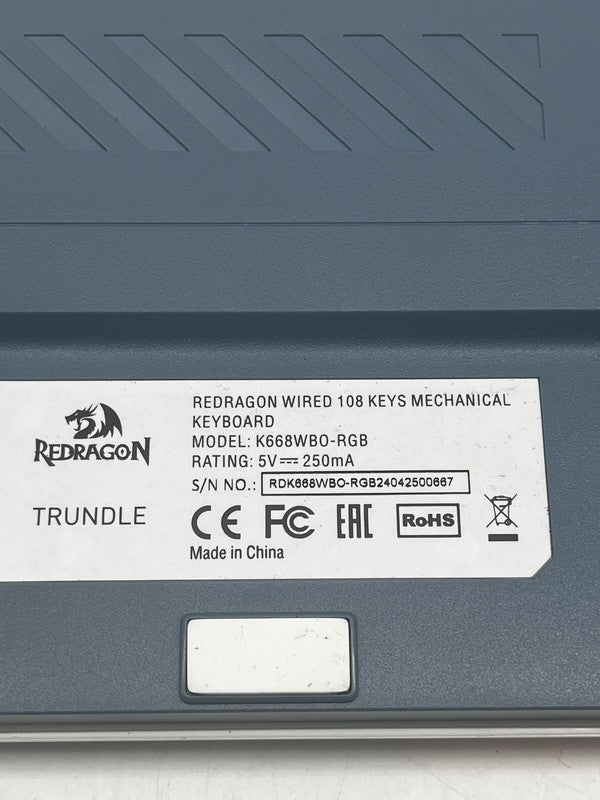 REDRAGON
TRUNDLE
REDRAGON WIRED 108 KEYS MECHANICAL
KEYBOARD
MODEL: K668WBO-RGB
RATING: 5V⎓250mA
S/N NO.: RDK668WBO-RGB24042500667
CE FC EAC RoHS
Made in China